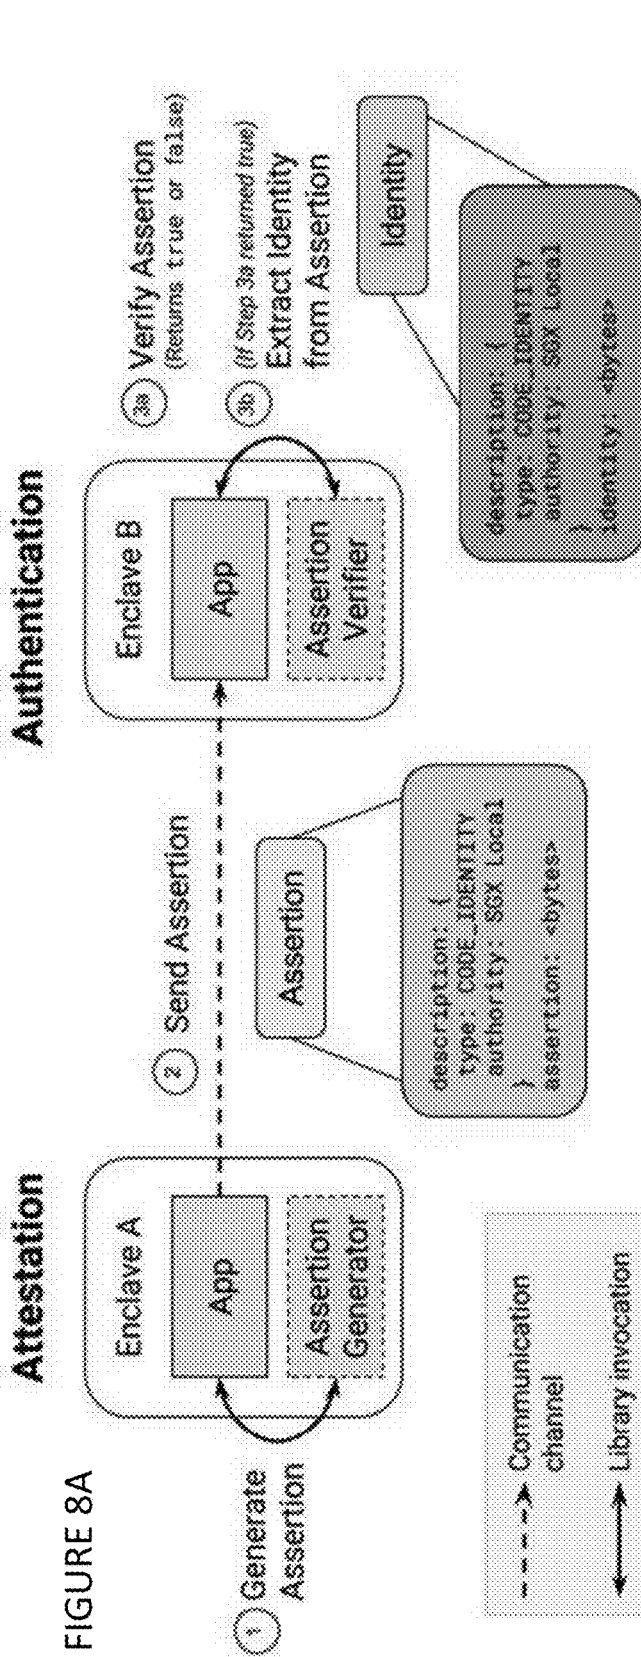 FIGURE 8A
Attestation
Authentication
1
Generate
Assertion
Enclave A
App
Assertion
Generator
2
Send Assertion
Assertion
description: {
type: CODE_IDENTITY
authority: SGX Local
}
assertion: <bytes>
Enclave B
App
Assertion
Verifier
3a
Verify Assertion
(Returns true or false)
3b
(If Step 3a returned true)
Extract Identity
from Assertion
Identity
description: {
type: CODE_IDENTITY
authority: SGX Local
}
identity: <bytes>
Communication
channel
Library invocation